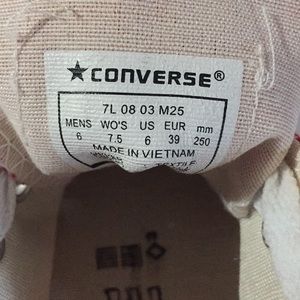 ★CONVERSE®
7L 08 03 M25
MENS WO'S US EUR mm
6 7.5 6 39 250
MADE IN VIETNAM
TEXTILE